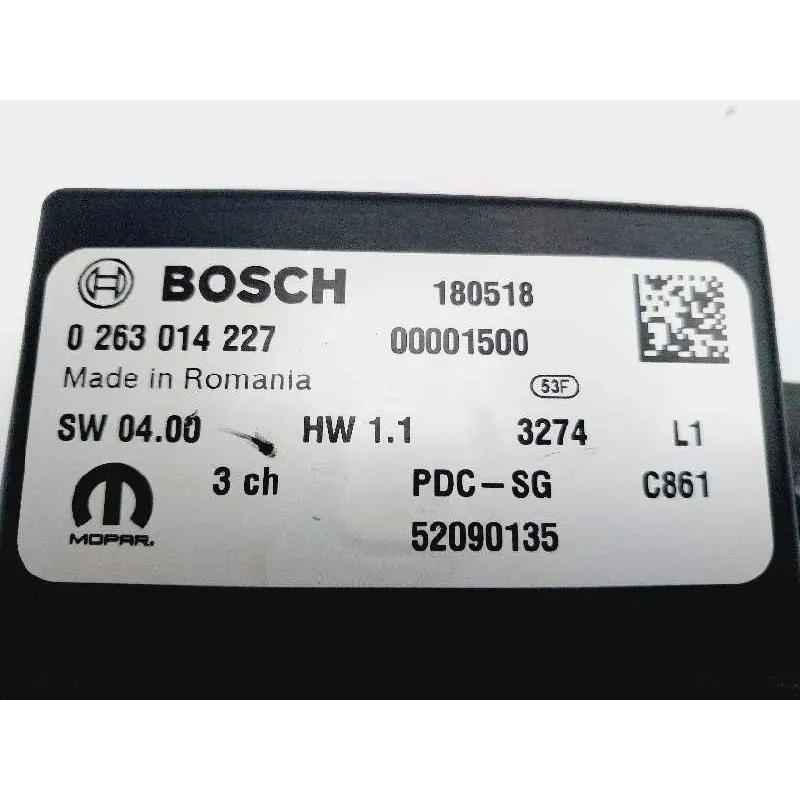 BOSCH 180518
0 263 014 227 00001500
Made in Romania 53F
SW 04.00 HW 1.1 3274 L1
3 ch PDC-SG C861
MOPAR. 52090135